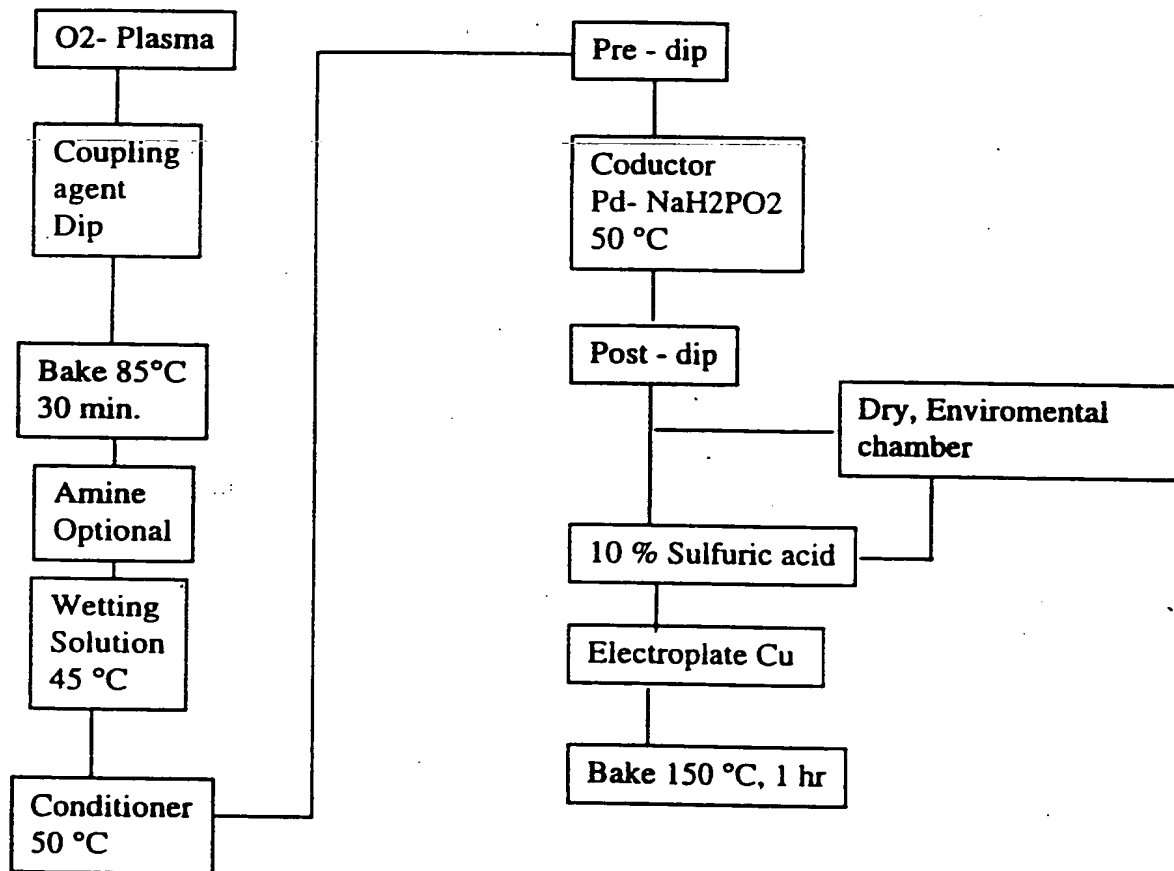 O2- Plasma
Coupling
agent
Dip
Bake 85°C
30 min.
Amine
Optional
Wetting
Solution
45 °C
Conditioner
50 °C
Pre - dip
Coductor
Pd- NaH2PO2
50 °C
Post - dip
Dry, Enviromental
chamber
10 % Sulfuric acid
Electroplate Cu
Bake 150 °C, 1 hr